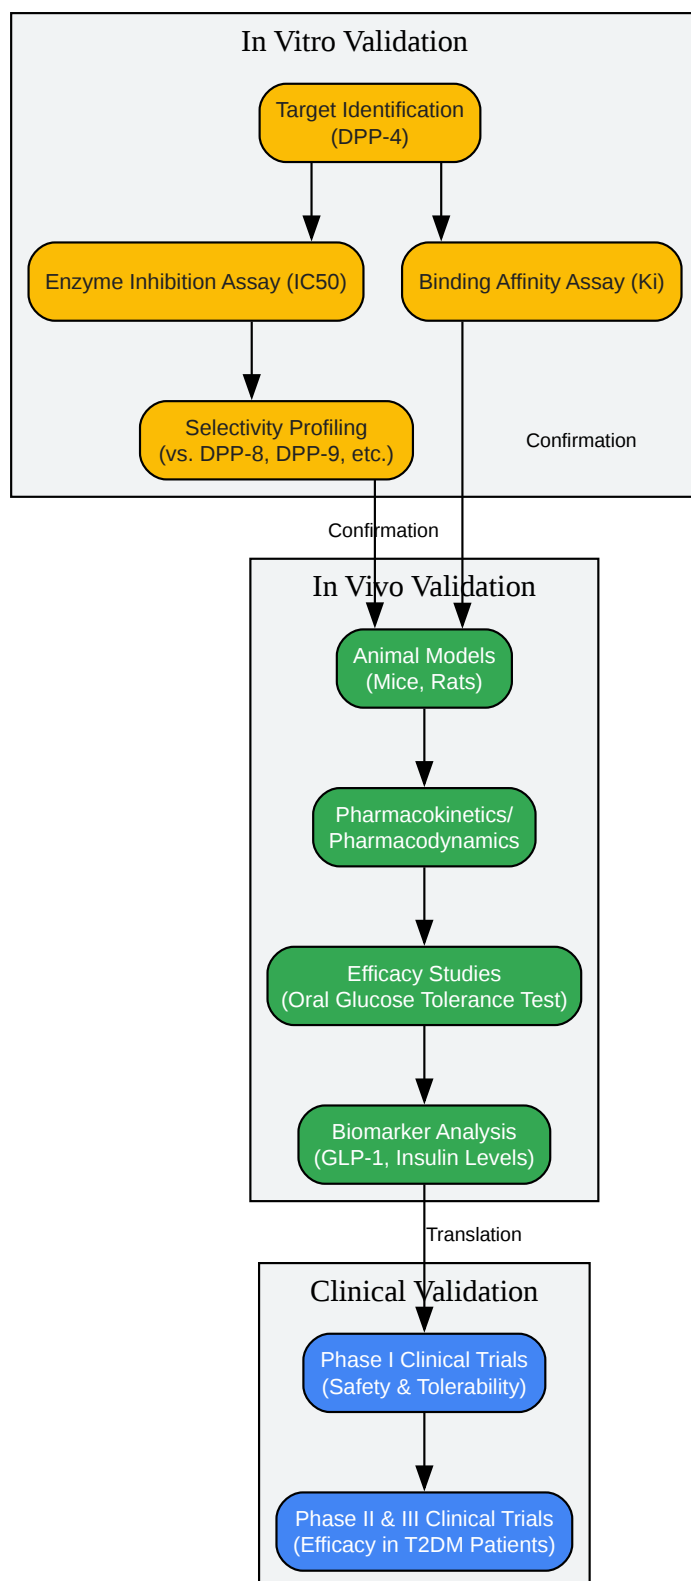 In Vitro Validation
Target Identification
(DPP-4)
Enzyme Inhibition Assay (IC50)
Binding Affinity Assay (Ki)
Selectivity Profiling
(vs. DPP-8, DPP-9, etc.)
Confirmation
Confirmation
In Vivo Validation
Animal Models
(Mice, Rats)
Pharmacokinetics/
Pharmacodynamics
Efficacy Studies
(Oral Glucose Tolerance Test)
Biomarker Analysis
(GLP-1, Insulin Levels)
Translation
Clinical Validation
Phase I Clinical Trials
(Safety & Tolerability)
Phase II & III Clinical Trials
(Efficacy in T2DM Patients)